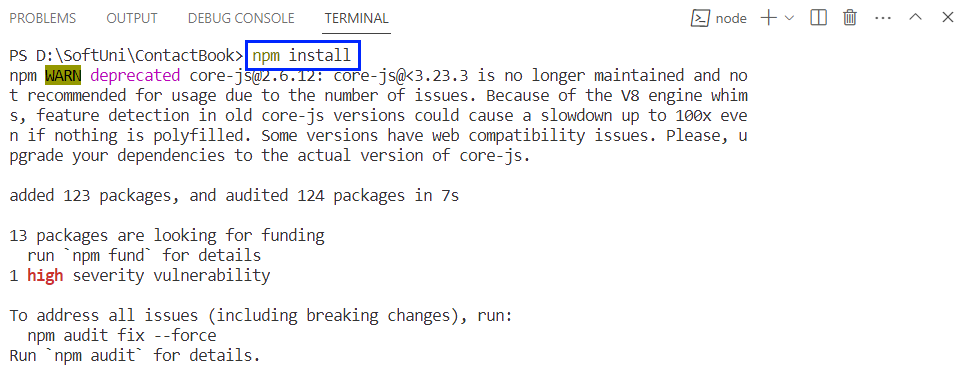 PROBLEMS OUTPUT DEBUG CONSOLE TERMINAL node
PS D:\SoftUni\ContactBook> npm install
npm WARN deprecated core-js@2.6.12: core-js@<3.23.3 is no longer maintained and no
t recommended for usage due to the number of issues. Because of the V8 engine whim
s, feature detection in old core-js versions could cause a slowdown up to 100x eve
n if nothing is polyfilled. Some versions have web compatibility issues. Please, u
pgrade your dependencies to the actual version of core-js.
added 123 packages, and audited 124 packages in 7s
13 packages are looking for funding
  run `npm fund` for details
1 high severity vulnerability
To address all issues (including breaking changes), run:
  npm audit fix --force
Run `npm audit` for details.